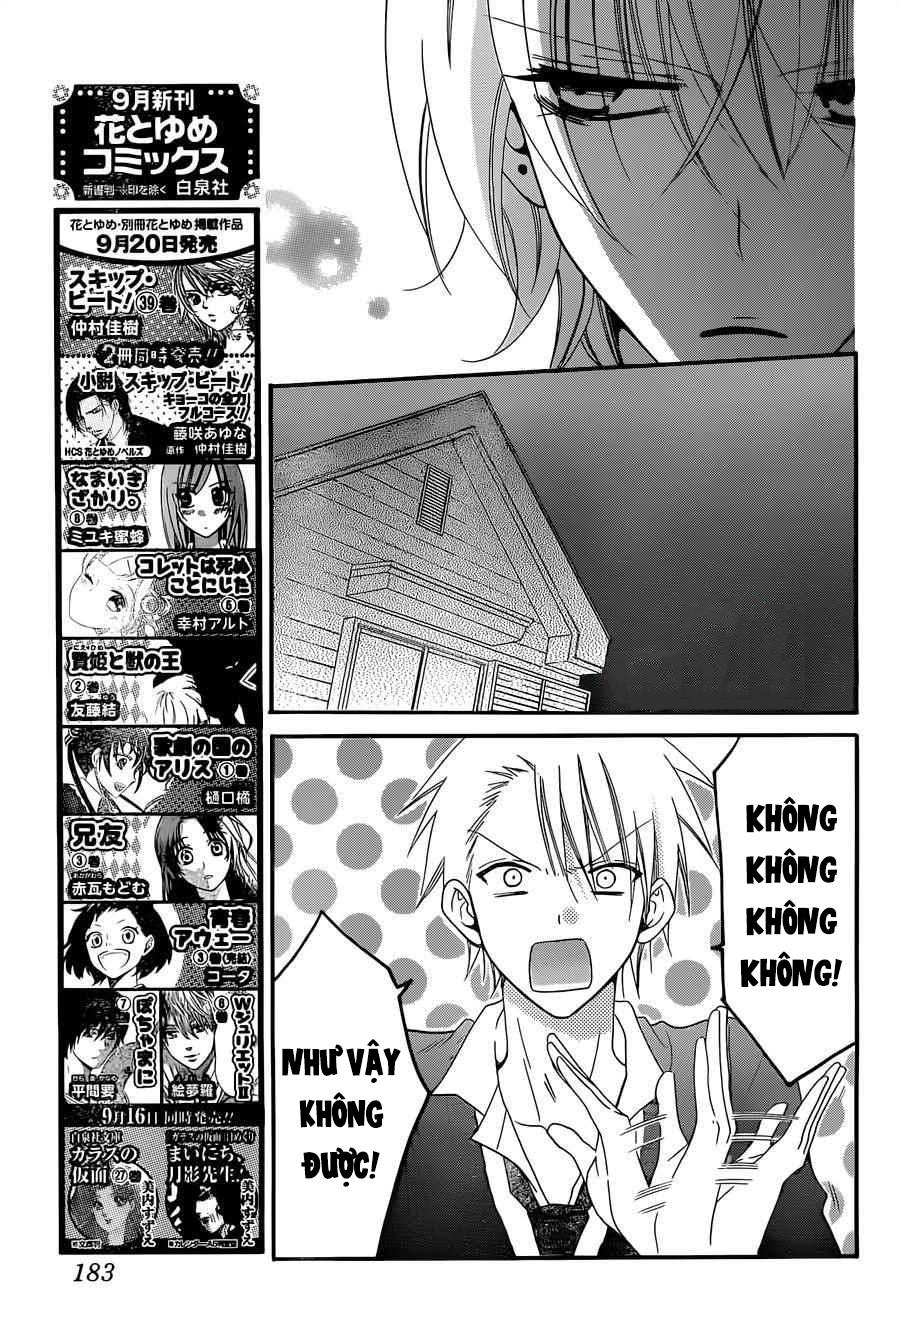 9月新刊
花とゆめ
コミックス
白泉社
花とゆめ・別冊花とゆめ 掲載作品
9月20日発売
スキップ・
ビート! ㊴巻
仲村佳樹
2冊同時発売!!
小説 スキップ・ビート!
キョーコの全力
フルコース!
藤咲あゆな
原作 仲村佳樹
HCS 花とゆめノベルズ
なまいき
ざかり。
⑧巻
ミユキ蜜蜂
コレットは死ぬ
ことにした
⑥巻
幸村アルト
贄姫と獣の王
②巻
友藤結
歌劇の国の
アリス ①巻
樋口橘
兄友
③巻
赤瓦もどむ
青春
アウェー
③巻(完結)
コータ
Wジュリエットⅱ
⑥巻
絵夢羅
ぽちゃまに
⑦
平間要
9月16日同時発売!!
白泉社文庫
ガラスの
仮面 ㉗巻
美内すずえ
まいにち、
月影先生!
美内すずえ
KHÔNG
KHÔNG
KHÔNG
KHÔNG!
NHƯ VẬY
KHÔNG
ĐƯỢC!
183